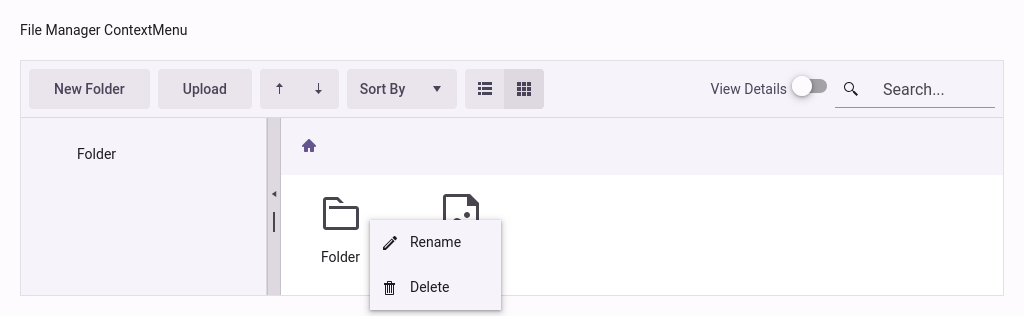 File Manager ContextMenu
New Folder Upload Sort By View Details Search...
Folder
Folder
Rename
Delete